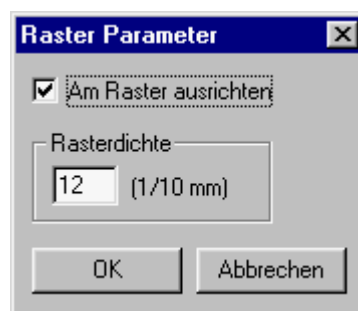 Raster Parameter
Am Raster ausrichten
Rasterdichte
12 (1/10 mm)
OK Abbrechen